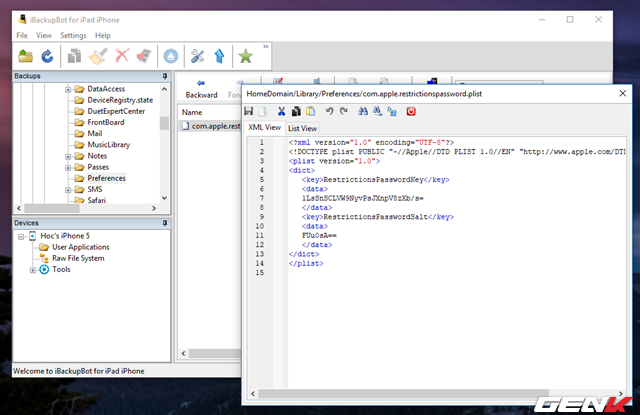 iBackupBot for iPad iPhone
File View Settings Help
Backups
DataAccess
DeviceRegistry.state
DuetExpertCenter
FrontBoard
Mail
MusicLibrary
Notes
Passes
Preferences
SMS
Safari
Devices
Hoc's iPhone 5
User Applications
Raw File System
Tools
Welcome to iBackupBot for iPad iPhone
Backward
Name
com.apple.rest
HomeDomain/Library/Preferences/com.apple.restrictionspassword.plist
XML View List View
1 <?xml version="1.0" encoding="UTF-8"?>
2 <!DOCTYPE plist PUBLIC "-//Apple//DTD PLIST 1.0//EN" "http://www.apple.com/DT
3 <plist version="1.0">
4 <dict>
5 <key>RestrictionsPasswordKey</key>
6 <data>
7 lLsSnSCLVW9NyvPsJXnpV8zXb/s=
8 </data>
9 <key>RestrictionsPasswordSalt</key>
10 <data>
11 FUu0sA==
12 </data>
13 </dict>
14 </plist>
15
GENK